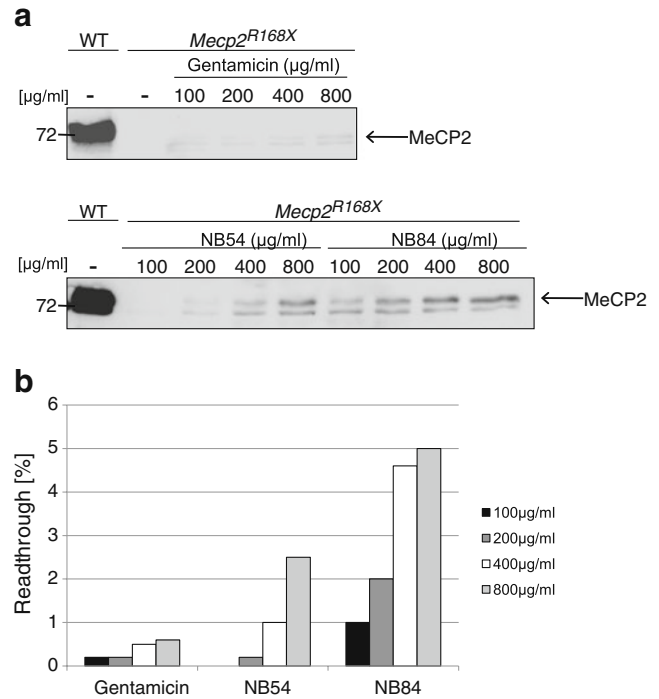 a
WT Mecp2R168X
Gentamicin (µg/ml)
[µg/ml] - - 100 200 400 800
72 MeCP2
WT Mecp2R168X
NB54 (µg/ml) NB84 (µg/ml)
[µg/ml] - 100 200 400 800 100 200 400 800
72 MeCP2
b
Readthrough [%]
6
5
4
3
2
1
0
Gentamicin NB54 NB84
100µg/ml
200µg/ml
400µg/ml
800µg/ml